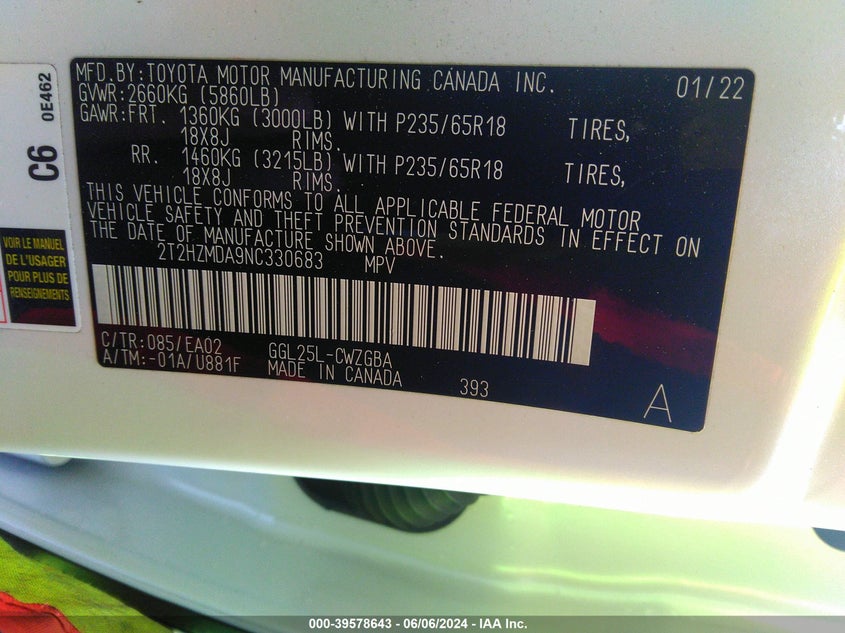 MFD.BY:TOYOTA MOTOR MANUFACTURING CANADA INC. 01/22
GVWR:2660KG (5860LB)
GAWR:FRT. 1360KG (3000LB) WITH P235/65R18 TIRES,
18X8J RIMS.
RR. 1460KG (3215LB) WITH P235/65R18 TIRES,
18X8J RIMS.
THIS VEHICLE CONFORMS TO ALL APPLICABLE FEDERAL MOTOR
VEHICLE SAFETY AND THEFT PREVENTION STANDARDS IN EFFECT ON
THE DATE OF MANUFACTURE SHOWN ABOVE.
2T2HZMDA9NC330683 MPV
C/TR:085/EA02 GGL25L-CWZGBA
A/TM:-01A/U881F MADE IN CANADA 393
A
C6 0E462
VOIR LE MANUEL
DE L'USAGER
POUR PLUS DE
RENSEIGNEMENTS
000-39578643 - 06/06/2024 - IAA Inc.